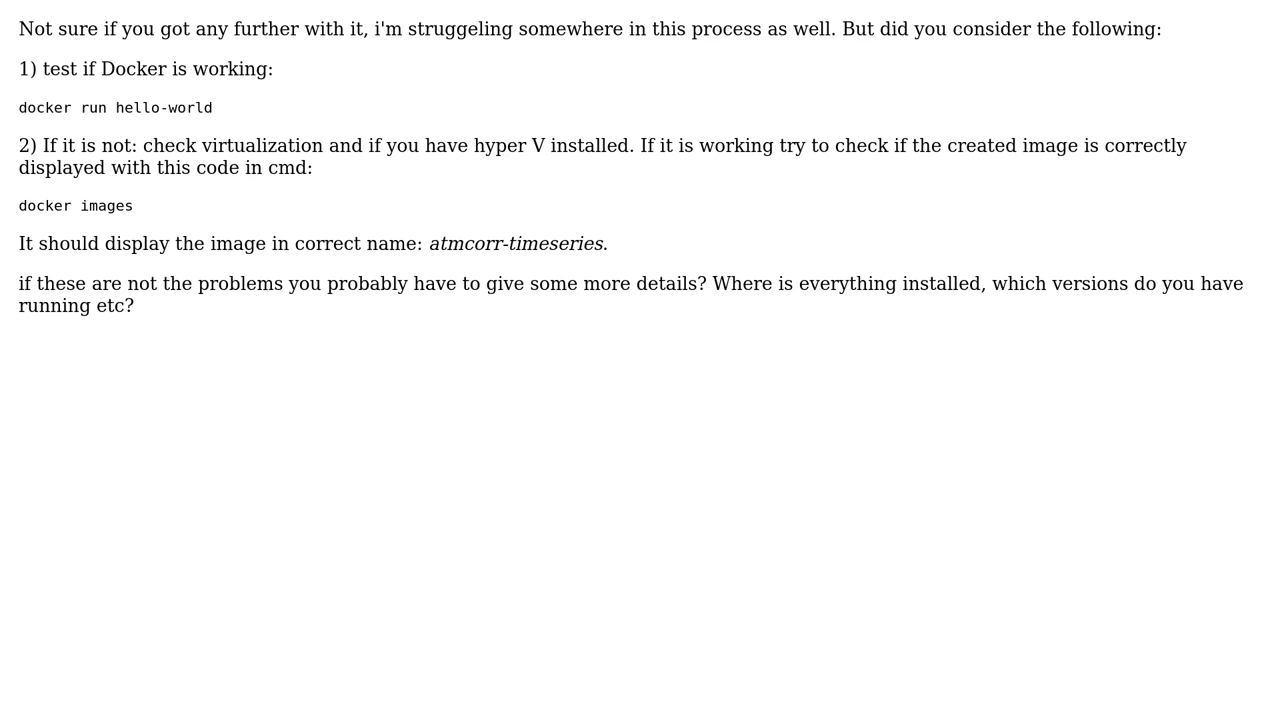 Not sure if you got any further with it, i'm struggeling somewhere in this process as well. But did you consider the following:
1) test if Docker is working:
docker run hello-world
2) If it is not: check virtualization and if you have hyper V installed. If it is working try to check if the created image is correctly
displayed with this code in cmd:
docker images
It should display the image in correct name: atmcorr-timeseries.
if these are not the problems you probably have to give some more details? Where is everything installed, which versions do you have
running etc?